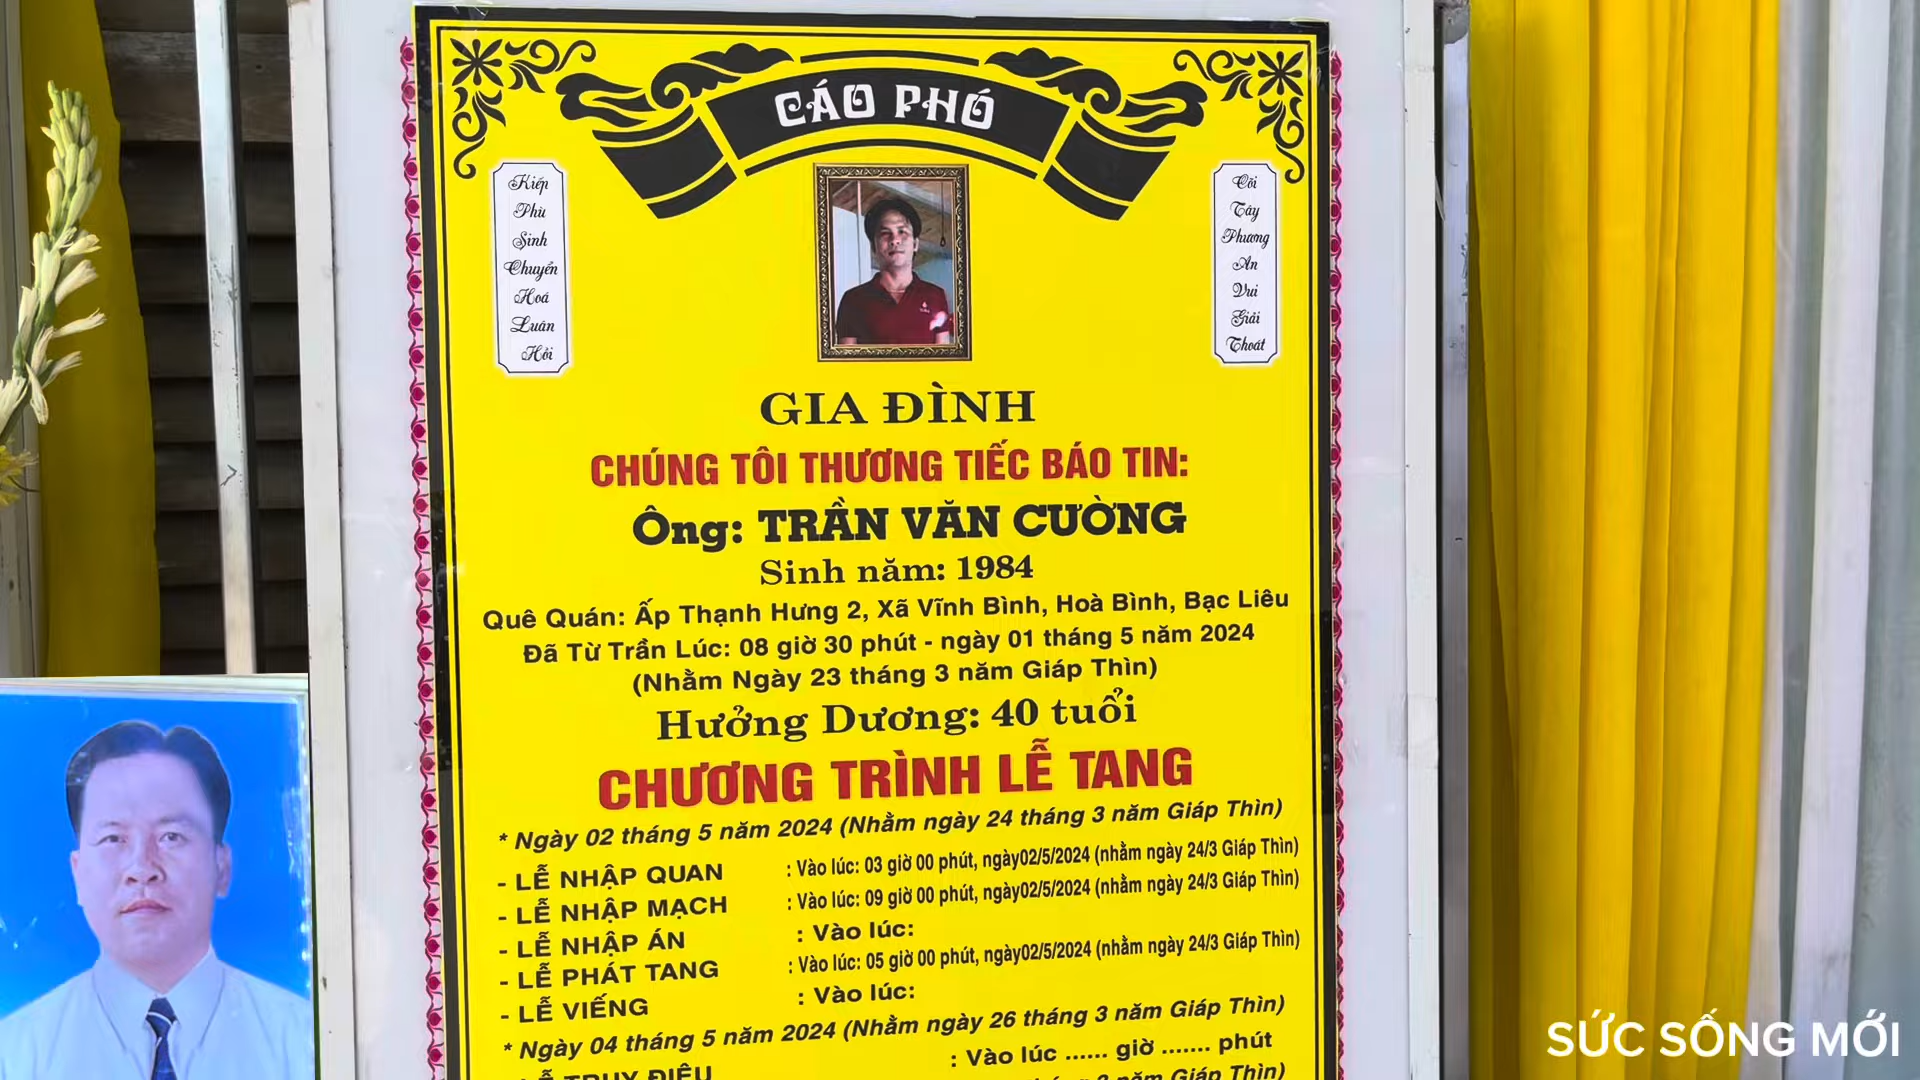 CÁO PHÓ
Kiếp
Phù
Sinh
Chuyển
Hoá
Luân
Hồi
Cõi
Tây
Phương
An
Vui
Giải
Thoát
GIA ĐÌNH
CHÚNG TÔI THƯƠNG TIẾC BÁO TIN:
Ông: TRẦN VĂN CƯỜNG
Sinh năm: 1984
Quê Quán: Ấp Thạnh Hưng 2, Xã Vĩnh Bình, Hoà Bình, Bạc Liêu
Đã Từ Trần Lúc: 08 giờ 30 phút - ngày 01 tháng 5 năm 2024
(Nhằm Ngày 23 tháng 3 năm Giáp Thìn)
Hưởng Dương: 40 tuổi
CHƯƠNG TRÌNH LỄ TANG
* Ngày 02 tháng 5 năm 2024 (Nhằm ngày 24 tháng 3 năm Giáp Thìn)
- LỄ NHẬP QUAN : Vào lúc: 03 giờ 00 phút, ngày02/5/2024 (nhằm ngày 24/3 Giáp Thìn)
- LỄ NHẬP MẠCH : Vào lúc: 09 giờ 00 phút, ngày02/5/2024 (nhằm ngày 24/3 Giáp Thìn)
- LỄ NHẬP ÁN : Vào lúc:
- LỄ PHÁT TANG : Vào lúc: 05 giờ 00 phút, ngày02/5/2024 (nhằm ngày 24/3 Giáp Thìn)
- LỄ VIẾNG : Vào lúc:
* Ngày 04 tháng 5 năm 2024 (Nhằm ngày 26 tháng 3 năm Giáp Thìn)
LỄ TRUY ĐIỆU : Vào lúc ...... giờ ....... phút
năm Giáp Thìn)
SỨC SỐNG MỚI